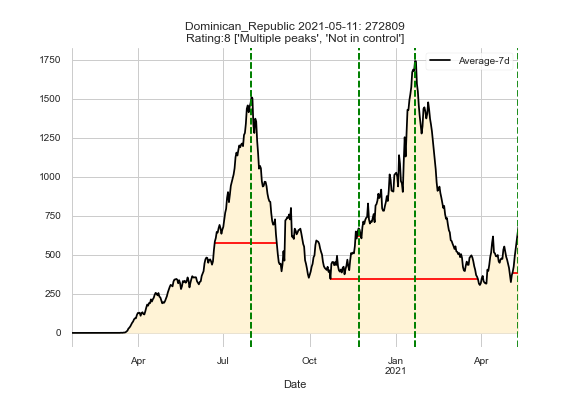 Dominican_Republic 2021-05-11: 272809
Rating:8 ['Multiple peaks', 'Not in control']
Average-7d
1750
1500
1250
1000
750
500
250
0
Apr
Jul
Oct
Jan
2021
Apr
Date